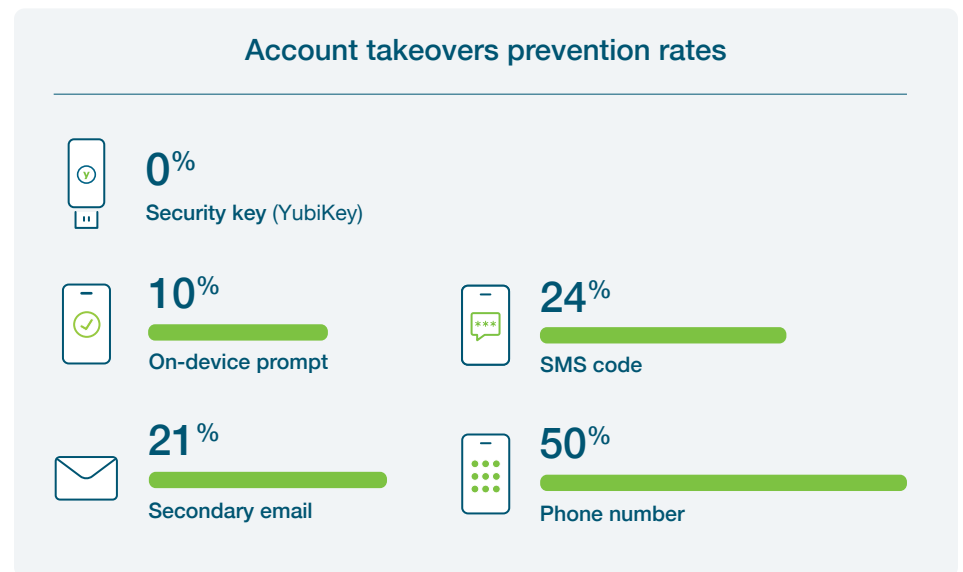 Account takeovers prevention rates
y
0%
Security key (YubiKey)
10%
On-device prompt
24%
***
SMS code
21%
Secondary email
50%
Phone number